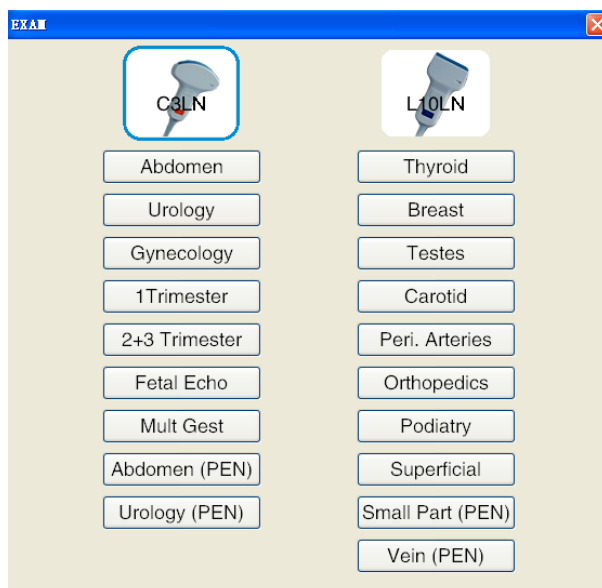 EXAM
C3LN
Abdomen
Urology
Gynecology
1Trimester
2+3 Trimester
Fetal Echo
Mult Gest
Abdomen (PEN)
Urology (PEN)
L10LN
Thyroid
Breast
Testes
Carotid
Peri. Arteries
Orthopedics
Podiatry
Superficial
Small Part (PEN)
Vein (PEN)